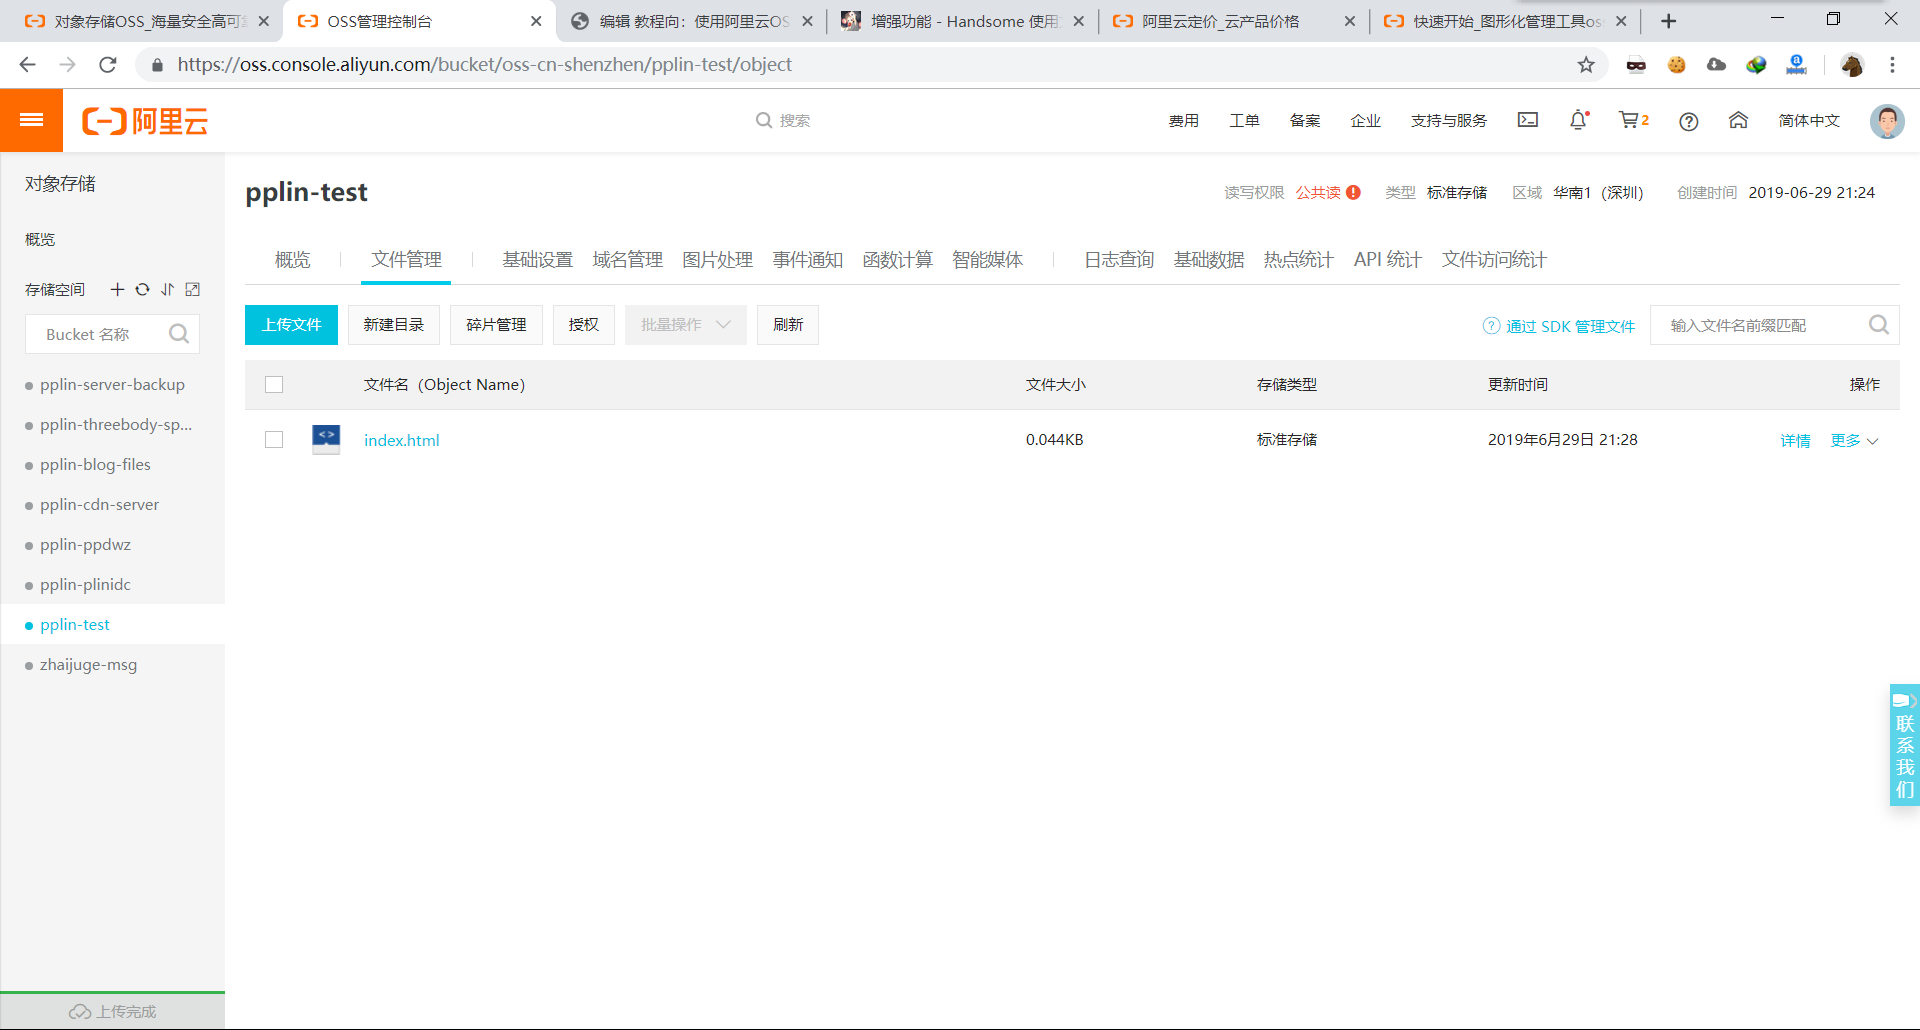 对象存储OSS_海量安全高可
OSS管理控制台
编辑 教程向：使用阿里云OS
增强功能 - Handsome 使用
阿里云定价_云产品价格
快速开始_图形化管理工具os
https://oss.console.aliyun.com/bucket/oss-cn-shenzhen/pplin-test/object
阿里云
搜索
费用
工单
备案
企业
支持与服务
2
简体中文
对象存储
概览
存储空间
Bucket 名称
pplin-server-backup
pplin-threebody-sp...
pplin-blog-files
pplin-cdn-server
pplin-ppdwz
pplin-plinidc
pplin-test
zhaijuge-msg
上传完成
pplin-test
读写权限 公共读 类型 标准存储 区域 华南1（深圳） 创建时间 2019-06-29 21:24
概览 文件管理 基础设置 域名管理 图片处理 事件通知 函数计算 智能媒体 日志查询 基础数据 热点统计 API 统计 文件访问统计
上传文件 新建目录 碎片管理 授权 批量操作 刷新
通过 SDK 管理文件
输入文件名前缀匹配
文件名（Object Name） 文件大小 存储类型 更新时间 操作
index.html 0.044KB 标准存储 2019年6月29日 21:28 详情 更多
联系我们